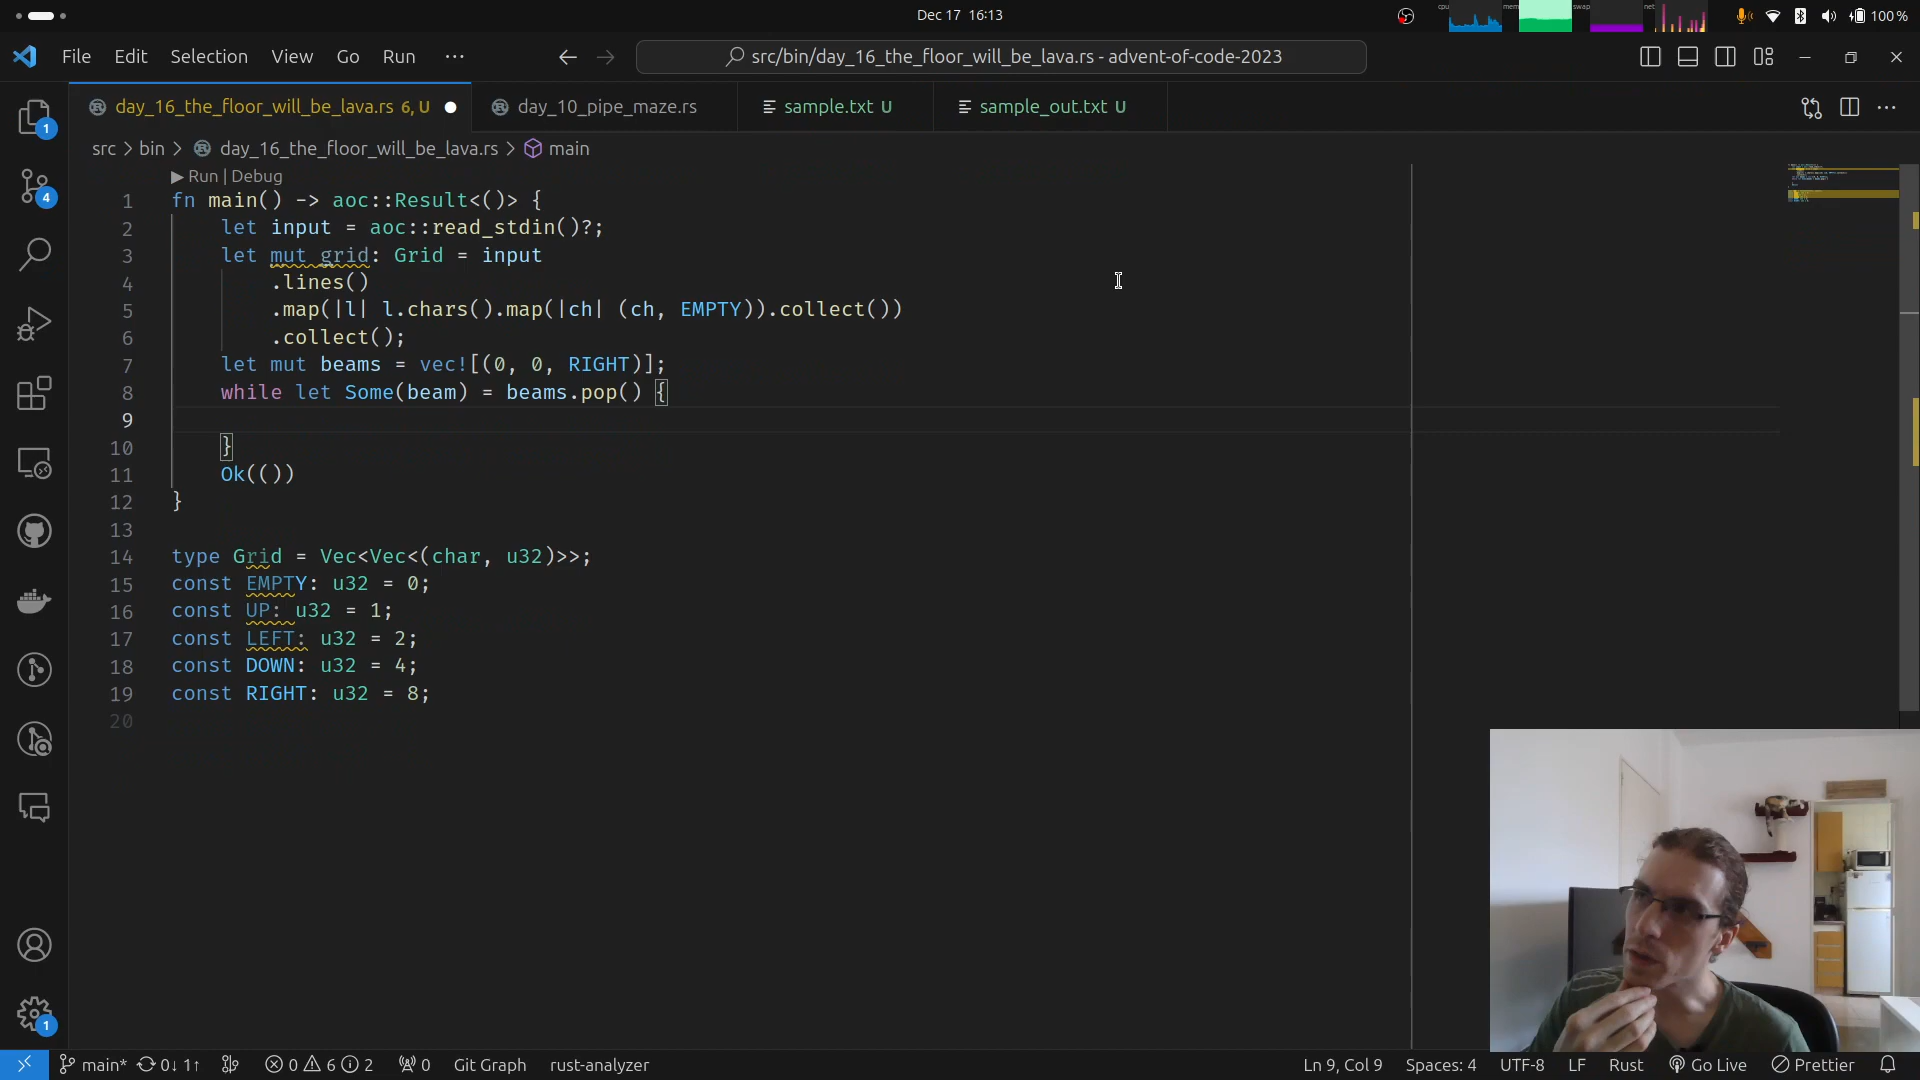 Dec 17 16:13
cpu mem swap net 100 %
File Edit Selection View Go Run ···
src/bin/day_16_the_floor_will_be_lava.rs - advent-of-code-2023
day_16_the_floor_will_be_lava.rs 6, U
day_10_pipe_maze.rs
sample.txt U
sample_out.txt U
src > bin > day_16_the_floor_will_be_lava.rs > main
▶ Run | Debug
1 fn main() -> aoc::Result<()> {
2 let input = aoc::read_stdin()?;
3 let mut grid: Grid = input
4 .lines()
5 .map(|l| l.chars().map(|ch| (ch, EMPTY)).collect())
6 .collect();
7 let mut beams = vec![(0, 0, RIGHT)];
8 while let Some(beam) = beams.pop() {
9
10 }
11 Ok(())
12 }
13
14 type Grid = Vec<Vec<(char, u32)>>;
15 const EMPTY: u32 = 0;
16 const UP: u32 = 1;
17 const LEFT: u32 = 2;
18 const DOWN: u32 = 4;
19 const RIGHT: u32 = 8;
20
1
4
1
main* 0↓ 1↑ 0 6 2 0 Git Graph rust-analyzer Ln 9, Col 9 Spaces: 4 UTF-8 LF Rust Go Live Prettier